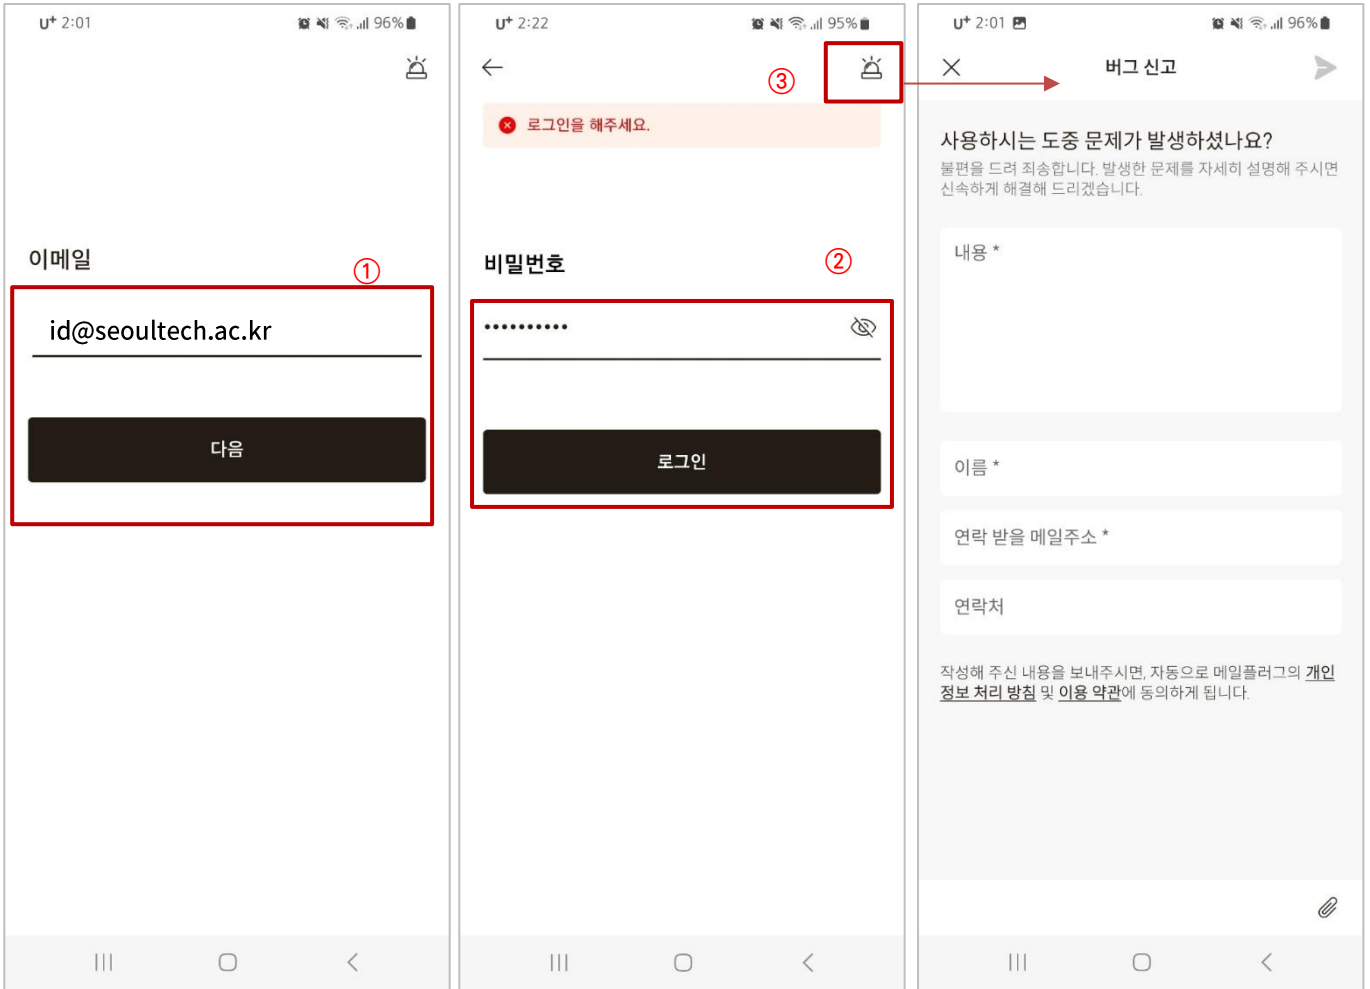 U+ 2:01 96%
이메일
①
id@seoultech.ac.kr
다음
U+ 2:22 95%
③
로그인을 해주세요.
비밀번호
②
••••••••••
로그인
U+ 2:01 96%
버그 신고
사용하시는 도중 문제가 발생하셨나요?
불편을 드려 죄송합니다. 발생한 문제를 자세히 설명해 주시면
신속하게 해결해 드리겠습니다.
내용 *
이름 *
연락 받을 메일주소 *
연락처
작성해 주신 내용을 보내주시면, 자동으로 메일플러그의 개인
정보 처리 방침 및 이용 약관에 동의하게 됩니다.